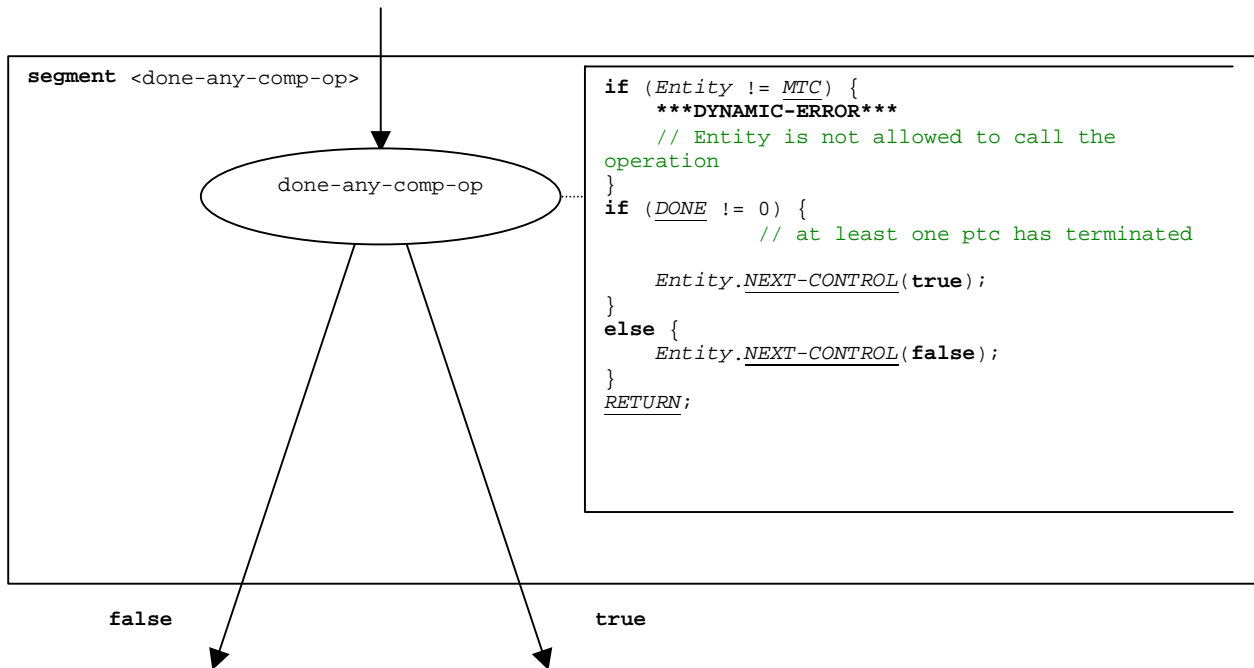 segment <done-any-comp-op>
done-any-comp-op
if (Entity != MTC) {
***DYNAMIC-ERROR***
// Entity is not allowed to call the
operation
}
if (DONE != 0) {
// at least one ptc has terminated
Entity.NEXT-CONTROL(true);
}
else {
Entity.NEXT-CONTROL(false);
}
RETURN;
false
true